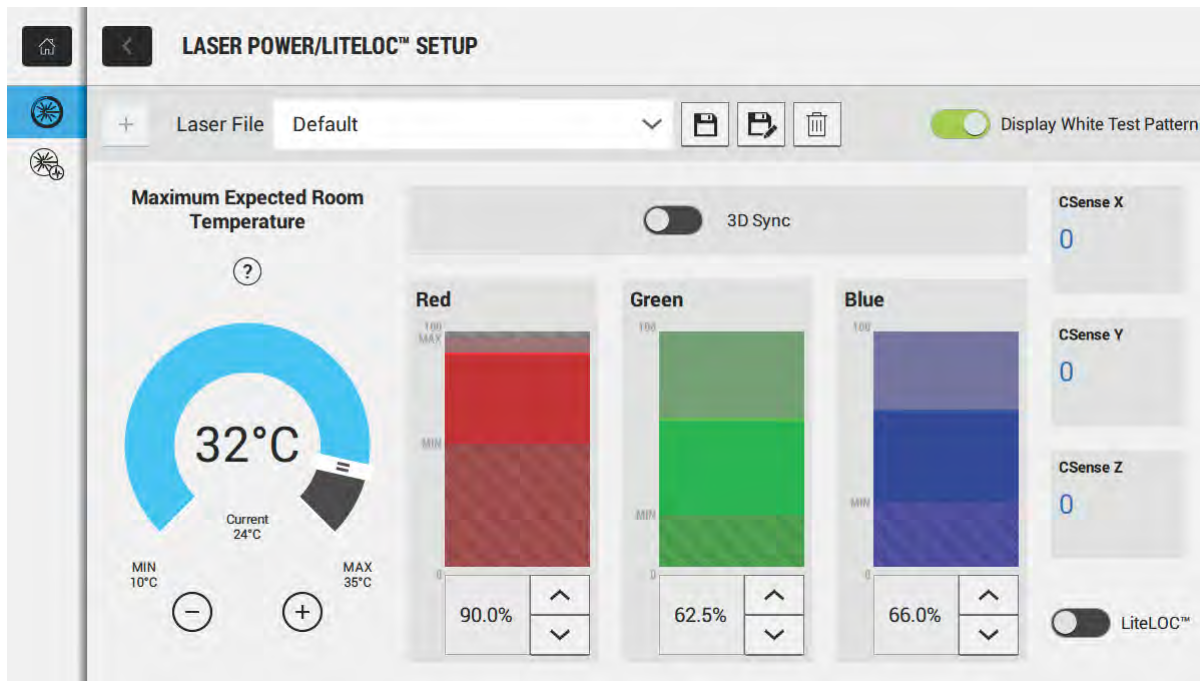 LASER POWER/LITELOC™ SETUP
Laser File Default
Display White Test Pattern
Maximum Expected Room
Temperature
?
32°C
Current
24°C
MIN
10°C
MAX
35°C
3D Sync
Red
100
MAX
MIN
0
90.0%
Green
100
MIN
0
62.5%
Blue
100
MIN
0
66.0%
CSense X
0
CSense Y
0
CSense Z
0
LiteLOC™